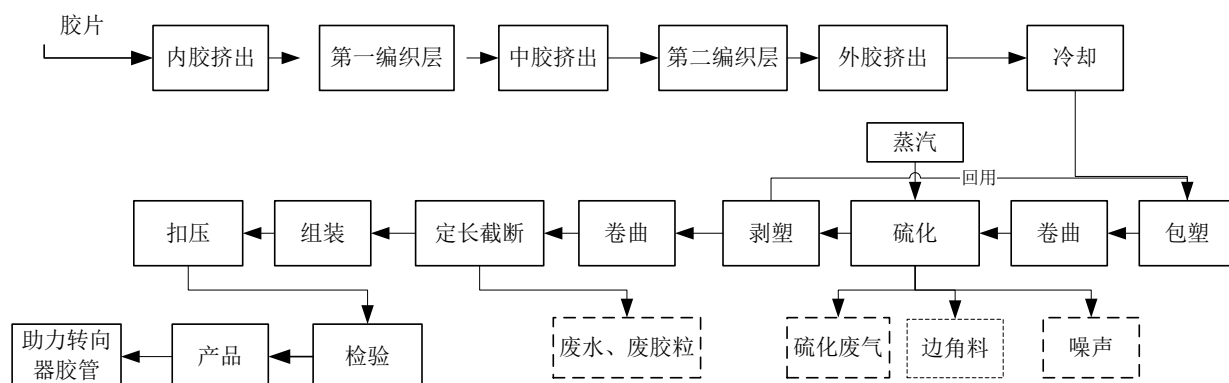 胶片
内胶挤出
第一编织层
中胶挤出
第二编织层
外胶挤出
冷却
蒸汽
回用
扣压
组装
定长截断
卷曲
剥塑
硫化
卷曲
包塑
助力转向
器胶管
产品
检验
废水、废胶粒
硫化废气
边角料
噪声